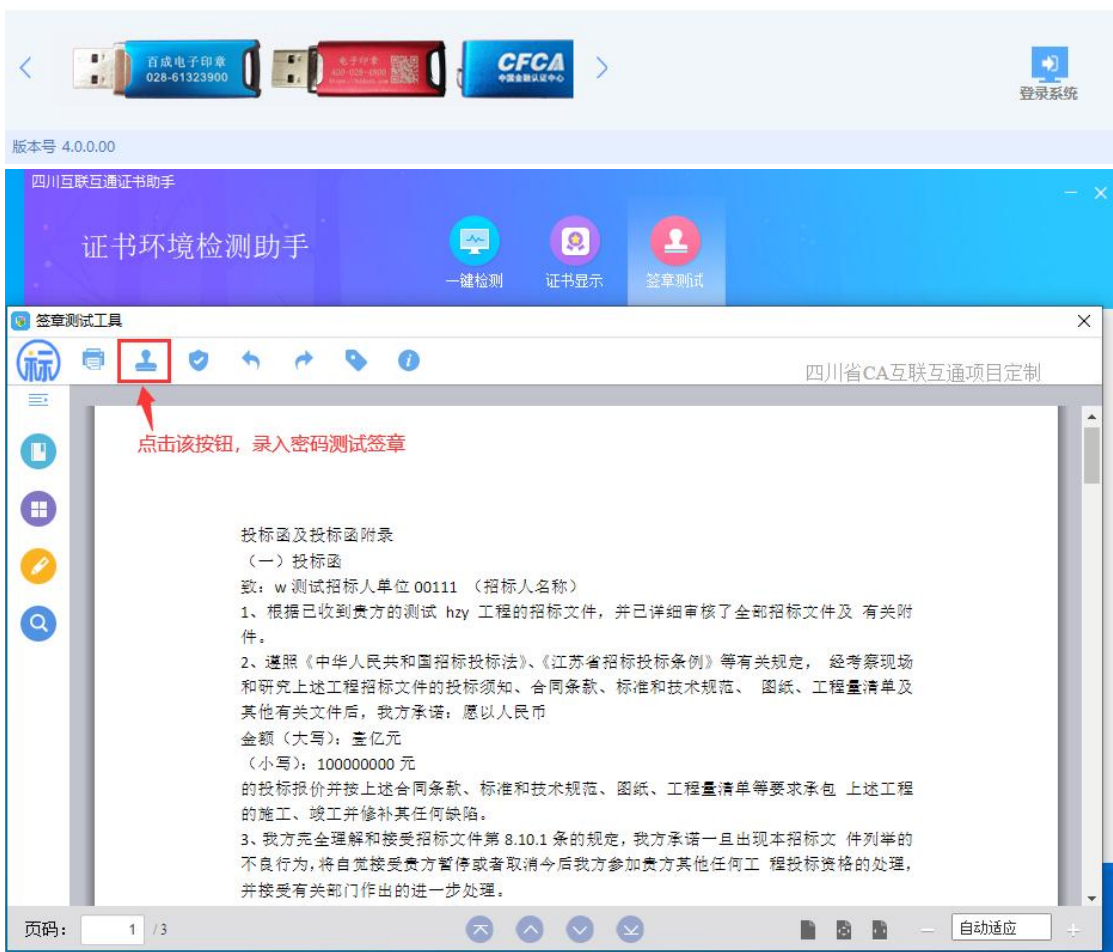 百成电子印章
028-61323900
电子印章
400-028-4800
CFCA
中国金融认证中心
登录系统
版本号 4.0.0.00
四川互联互通证书助手
证书环境检测助手
一键检测
证书显示
签章测试
签章测试工具
标
四川省CA互联互通项目定制
点击该按钮，录入密码测试签章
投标函及投标函附录
（一）投标函
致：w 测试招标人单位 00111 （招标人名称）
1、根据已收到贵方的测试 hzy 工程的招标文件，并已详细审核了全部招标文件及 有关附
件。
2、遵照《中华人民共和国招标投标法》、《江苏省招标投标条例》等有关规定， 经考察现场
和研究上述工程招标文件的投标须知、合同条款、标准和技术规范、 图纸、工程量清单及
其他有关文件后，我方承诺：愿以人民币
金额（大写）：壹亿元
（小写）：100000000 元
的投标报价并按上述合同条款、标准和技术规范、图纸、工程量清单等要求承包 上述工程
的施工、竣工并修补其任何缺陷。
3、我方完全理解和接受招标文件第 8.10.1 条的规定，我方承诺一旦出现本招标文 件列举的
不良行为，将自觉接受贵方暂停或者取消今后我方参加贵方其他任何工 程投标资格的处理，
并接受有关部门作出的进一步处理。
页码： 1 /3
自动适应